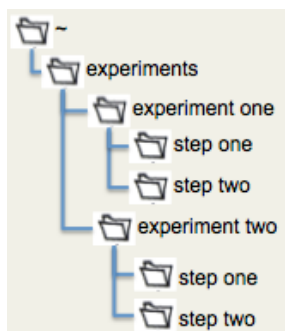 ~
experiments
experiment one
step one
step two
experiment two
step one
step two